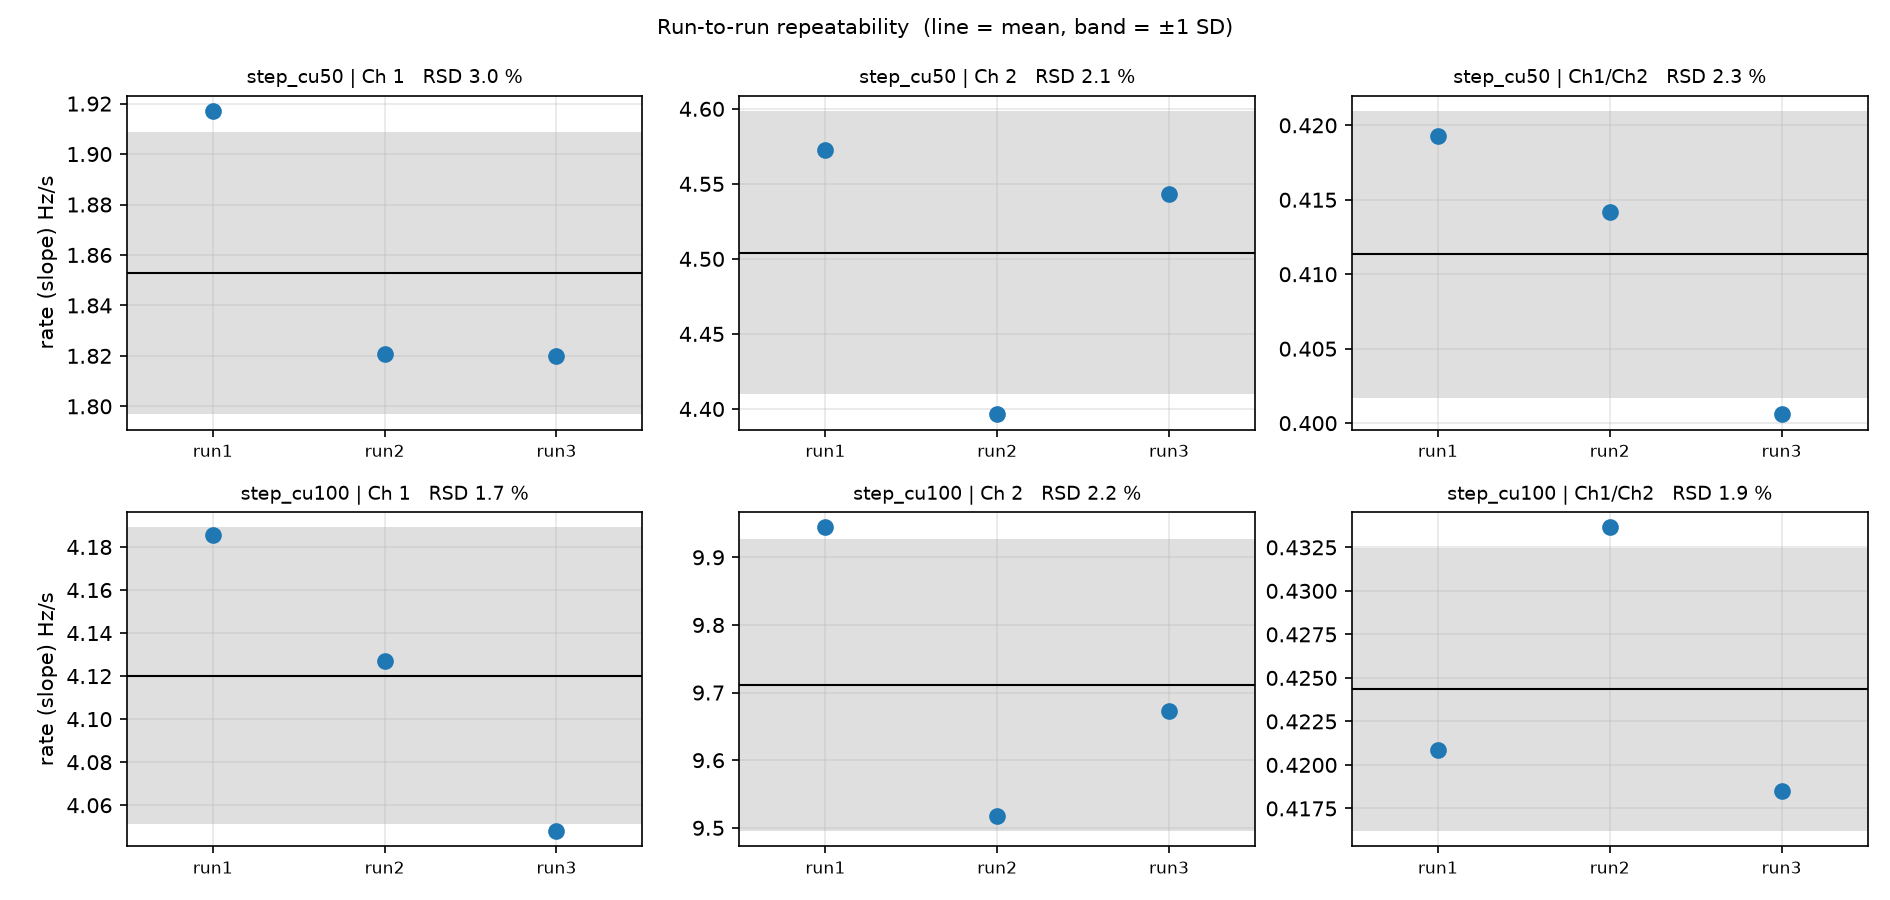 Run-to-run repeatability  (line = mean, band = ±1 SD)
step_cu50 | Ch 1   RSD 3.0 %
rate (slope) Hz/s
1.92
1.90
1.88
1.86
1.84
1.82
1.80
run1 run2 run3
step_cu50 | Ch 2   RSD 2.1 %
4.60
4.55
4.50
4.45
4.40
run1 run2 run3
step_cu50 | Ch1/Ch2   RSD 2.3 %
0.420
0.415
0.410
0.405
0.400
run1 run2 run3
step_cu100 | Ch 1   RSD 1.7 %
rate (slope) Hz/s
4.18
4.16
4.14
4.12
4.10
4.08
4.06
run1 run2 run3
step_cu100 | Ch 2   RSD 2.2 %
9.9
9.8
9.7
9.6
9.5
run1 run2 run3
step_cu100 | Ch1/Ch2   RSD 1.9 %
0.4325
0.4300
0.4275
0.4250
0.4225
0.4200
0.4175
run1 run2 run3